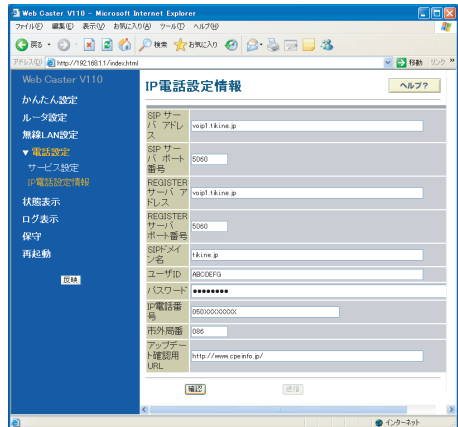 Web Caster V110 - Microsoft Internet Explorer
ファイル(F) 編集(E) 表示(V) お気に入り(A) ツール(T) ヘルプ(H)
戻る 検索 お気に入り
アドレス(D) http://192.168.1.1/index.html 移動 リンク »
Web Caster V110
かんたん設定
ルータ設定
無線LAN設定
▼ 電話設定
サービス設定
IP電話設定情報
状態表示
ログ表示
保守
再起動
反映
IP電話設定情報
ヘルプ?
SIP サー
バ アドレ
ス
voip1.tikine.jp
SIP サー
バ ポート
番号
5060
REGISTER
サーバ ア
ドレス
voip1.tikine.jp
REGISTER
サーバ
ポート番号
5060
SIPドメイ
ン名
tikine.jp
ユーザID
ABCDEFG
パスワード
●●●●●●●●
IP電話番
号
050XXXXXXXX
市外局番
086
アップデー
ト確認用
URL
http://www.cpeinfo.jp/
確認
送信
インターネット